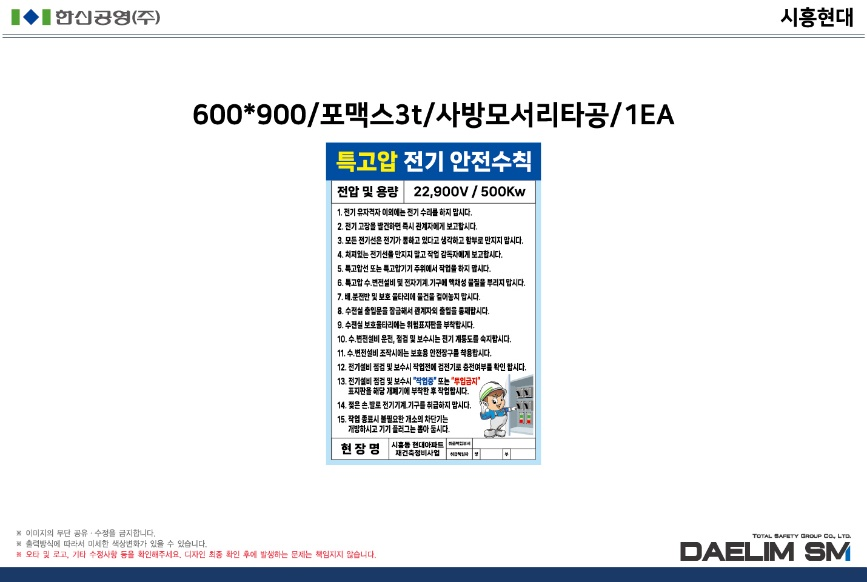 한신공영(주)
시흥현대
600*900/포맥스3t/사방모서리타공/1EA
특고압 전기 안전수칙
전압 및 용량 22,900V / 500Kw
1. 전기 유자격자 이외에는 전기 수리를 하지 맙시다.
2. 전기 고장을 발견하면 즉시 관계자에게 보고합시다.
3. 모든 전기선은 전기가 통하고 있다고 생각하고 함부로 만지지 맙시다.
4. 쳐져있는 전기선을 만지지 말고 작업 감독자에게 보고합시다.
5. 특고압선 또는 특고압기기 주위에서 작업을 하지 맙시다.
6. 특고압 수.변전설비 및 전자기계.기구에 액체성 물질을 뿌리지 맙시다.
7. 배.분전반 및 보호 울타리에 물건을 걸어놓지 맙시다.
8. 수전실 출입문을 잠금해서 관계자외 출입을 통제합시다.
9. 수전실 보호울타리에는 위험표지판을 부착합시다.
10. 수.변전설비 운전, 점검 및 보수시는 전기 계통도를 숙지합시다.
11. 수.변전설비 조작시에는 보호용 안전장구를 착용합시다.
12. 전기설비 점검 및 보수시 작업전에 검전기로 충전여부를 확인 합시다.
13. 전기설비 점검 및 보수시 "작업중" 또는 "투입금지"
표지판을 해당 개폐기에 부착한 후 작업합시다.
14. 젖은 손.발로 전기기계.기구를 취급하지 맙시다.
15. 작업 종료시 불필요한 개소의 차단기는
개방하시고 기기 플러그는 뽑아 둡시다.
현 장 명
시흥동 현대아파트
재건축정비사업
취급책임자
정
부
※ 이미지의 무단 공유 · 수정을 금지합니다.
※ 출력방식에 따라서 미세한 색상변화가 있을 수 있습니다.
※ 오타 및 로고, 기타 수정사항 등을 확인해주세요. 디자인 최종 확인 후에 발생하는 문제는 책임지지 않습니다.
TOTAL SAFETY GROUP CO., LTD.
DAELIM SM